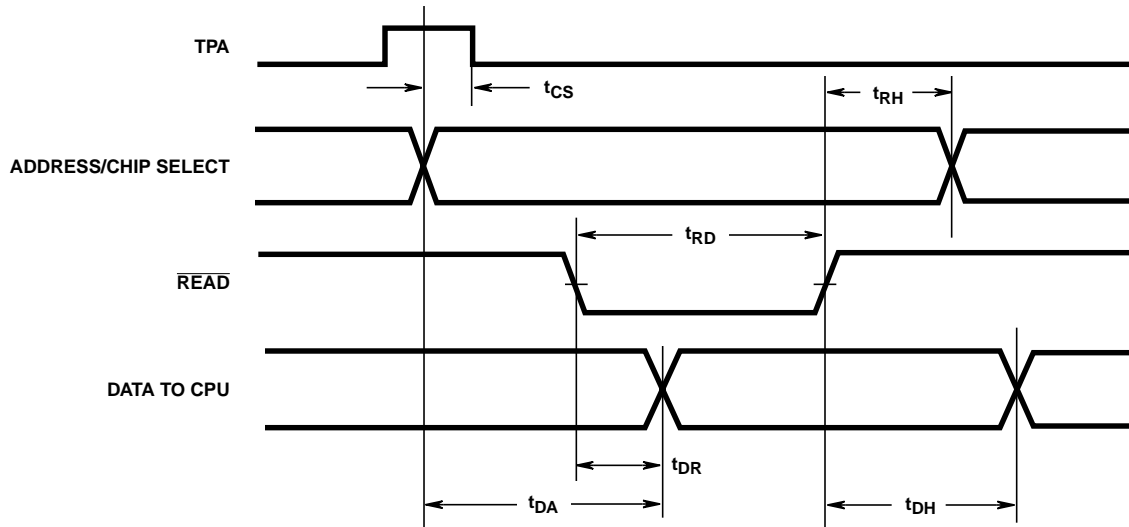 TPA
tCS
tRH
ADDRESS/CHIP SELECT
tRD
READ
DATA TO CPU
tDR
tDA
tDH